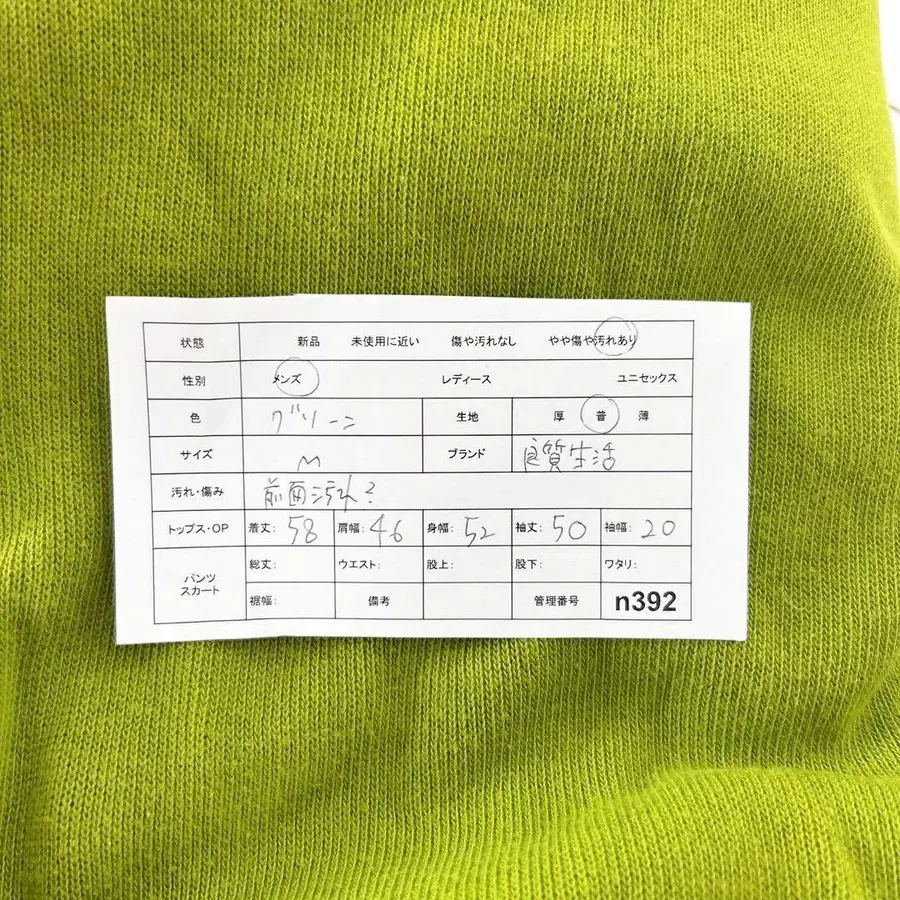 状態 新品 未使用に近い 傷や汚れなし やや傷や汚れあり
性別 メンズ レディース ユニセックス
色 グリーン 生地 厚 普 薄
サイズ M ブランド 良質生活
汚れ・傷み 前面汚れ?
トップス・OP 着丈: 58 肩幅: 46 身幅: 52 袖丈: 50 袖幅: 20
パンツ スカート 総丈: ウエスト: 股上: 股下: ワタリ:
裾幅: 備考 管理番号 n392